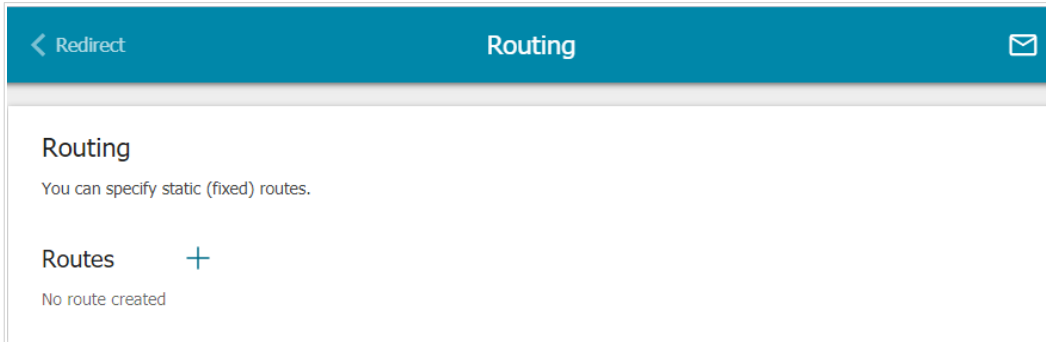 Redirect
Routing
Routing
You can specify static (fixed) routes.
Routes
No route created